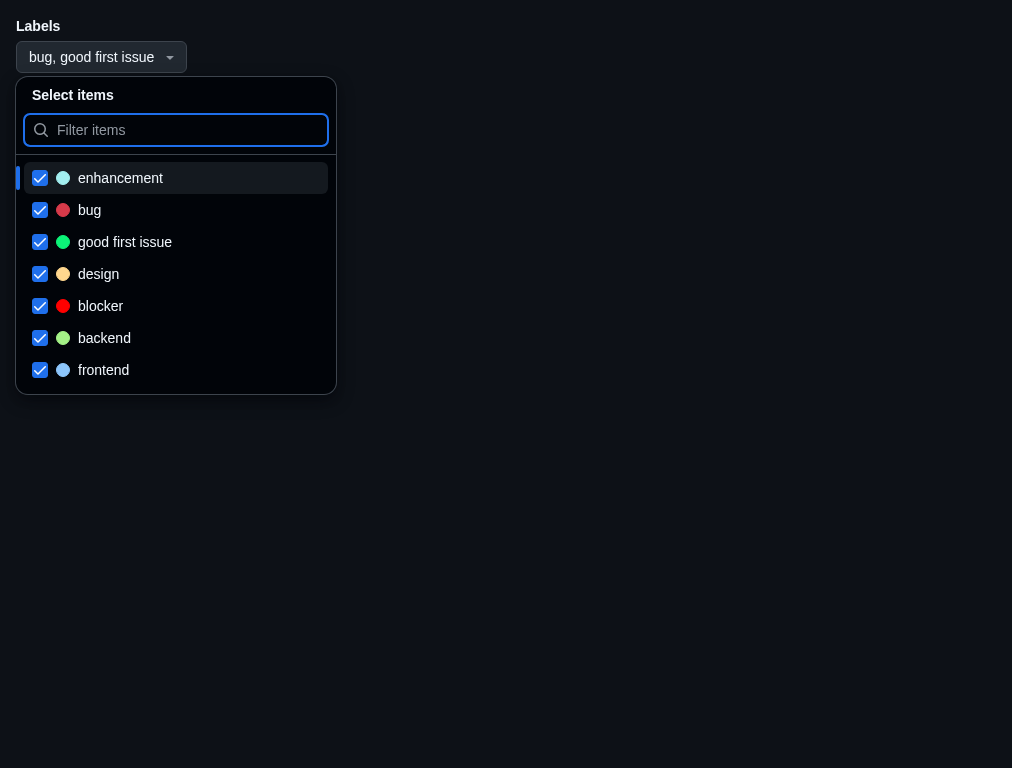 Labels
bug, good first issue
Select items
Filter items
enhancement
bug
good first issue
design
blocker
backend
frontend